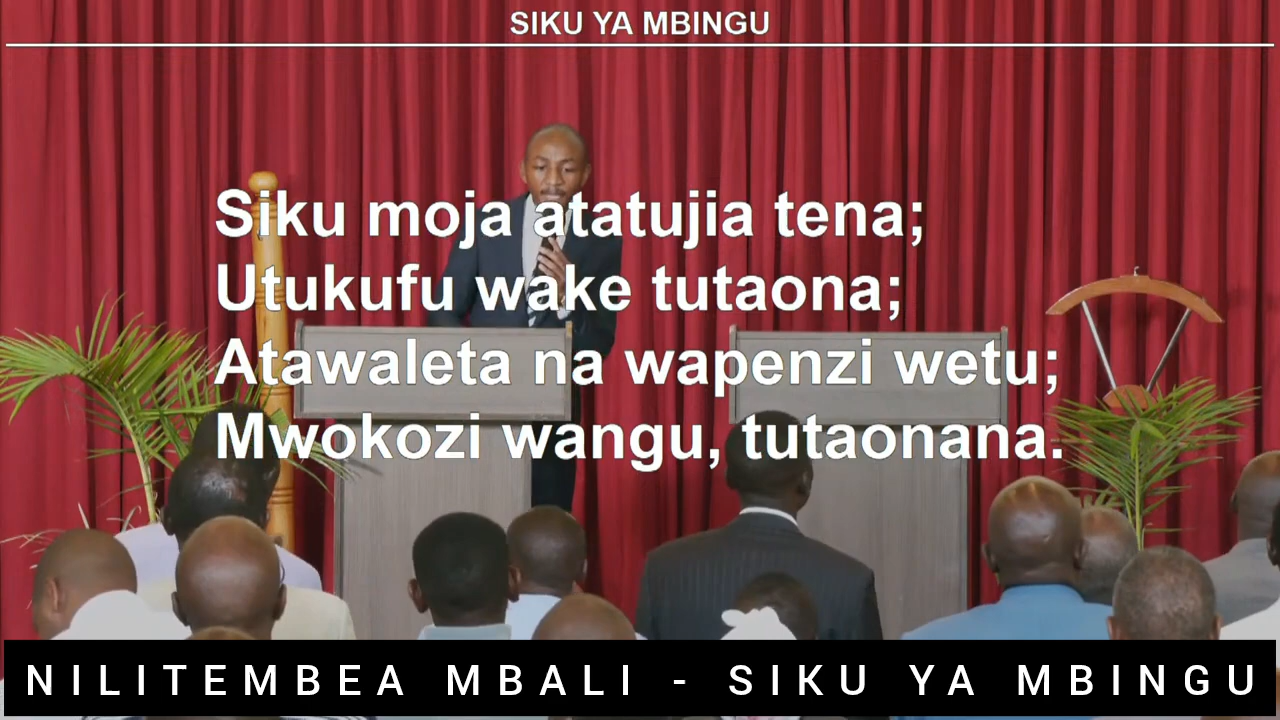 SIKU YA MBINGU
Siku moja atatujia tena;
Utukufu wake tutaona;
Atawaleta na wapenzi wetu;
Mwokozi wangu, tutaonana.
NILITEMBEA MBALI - SIKU YA MBINGU